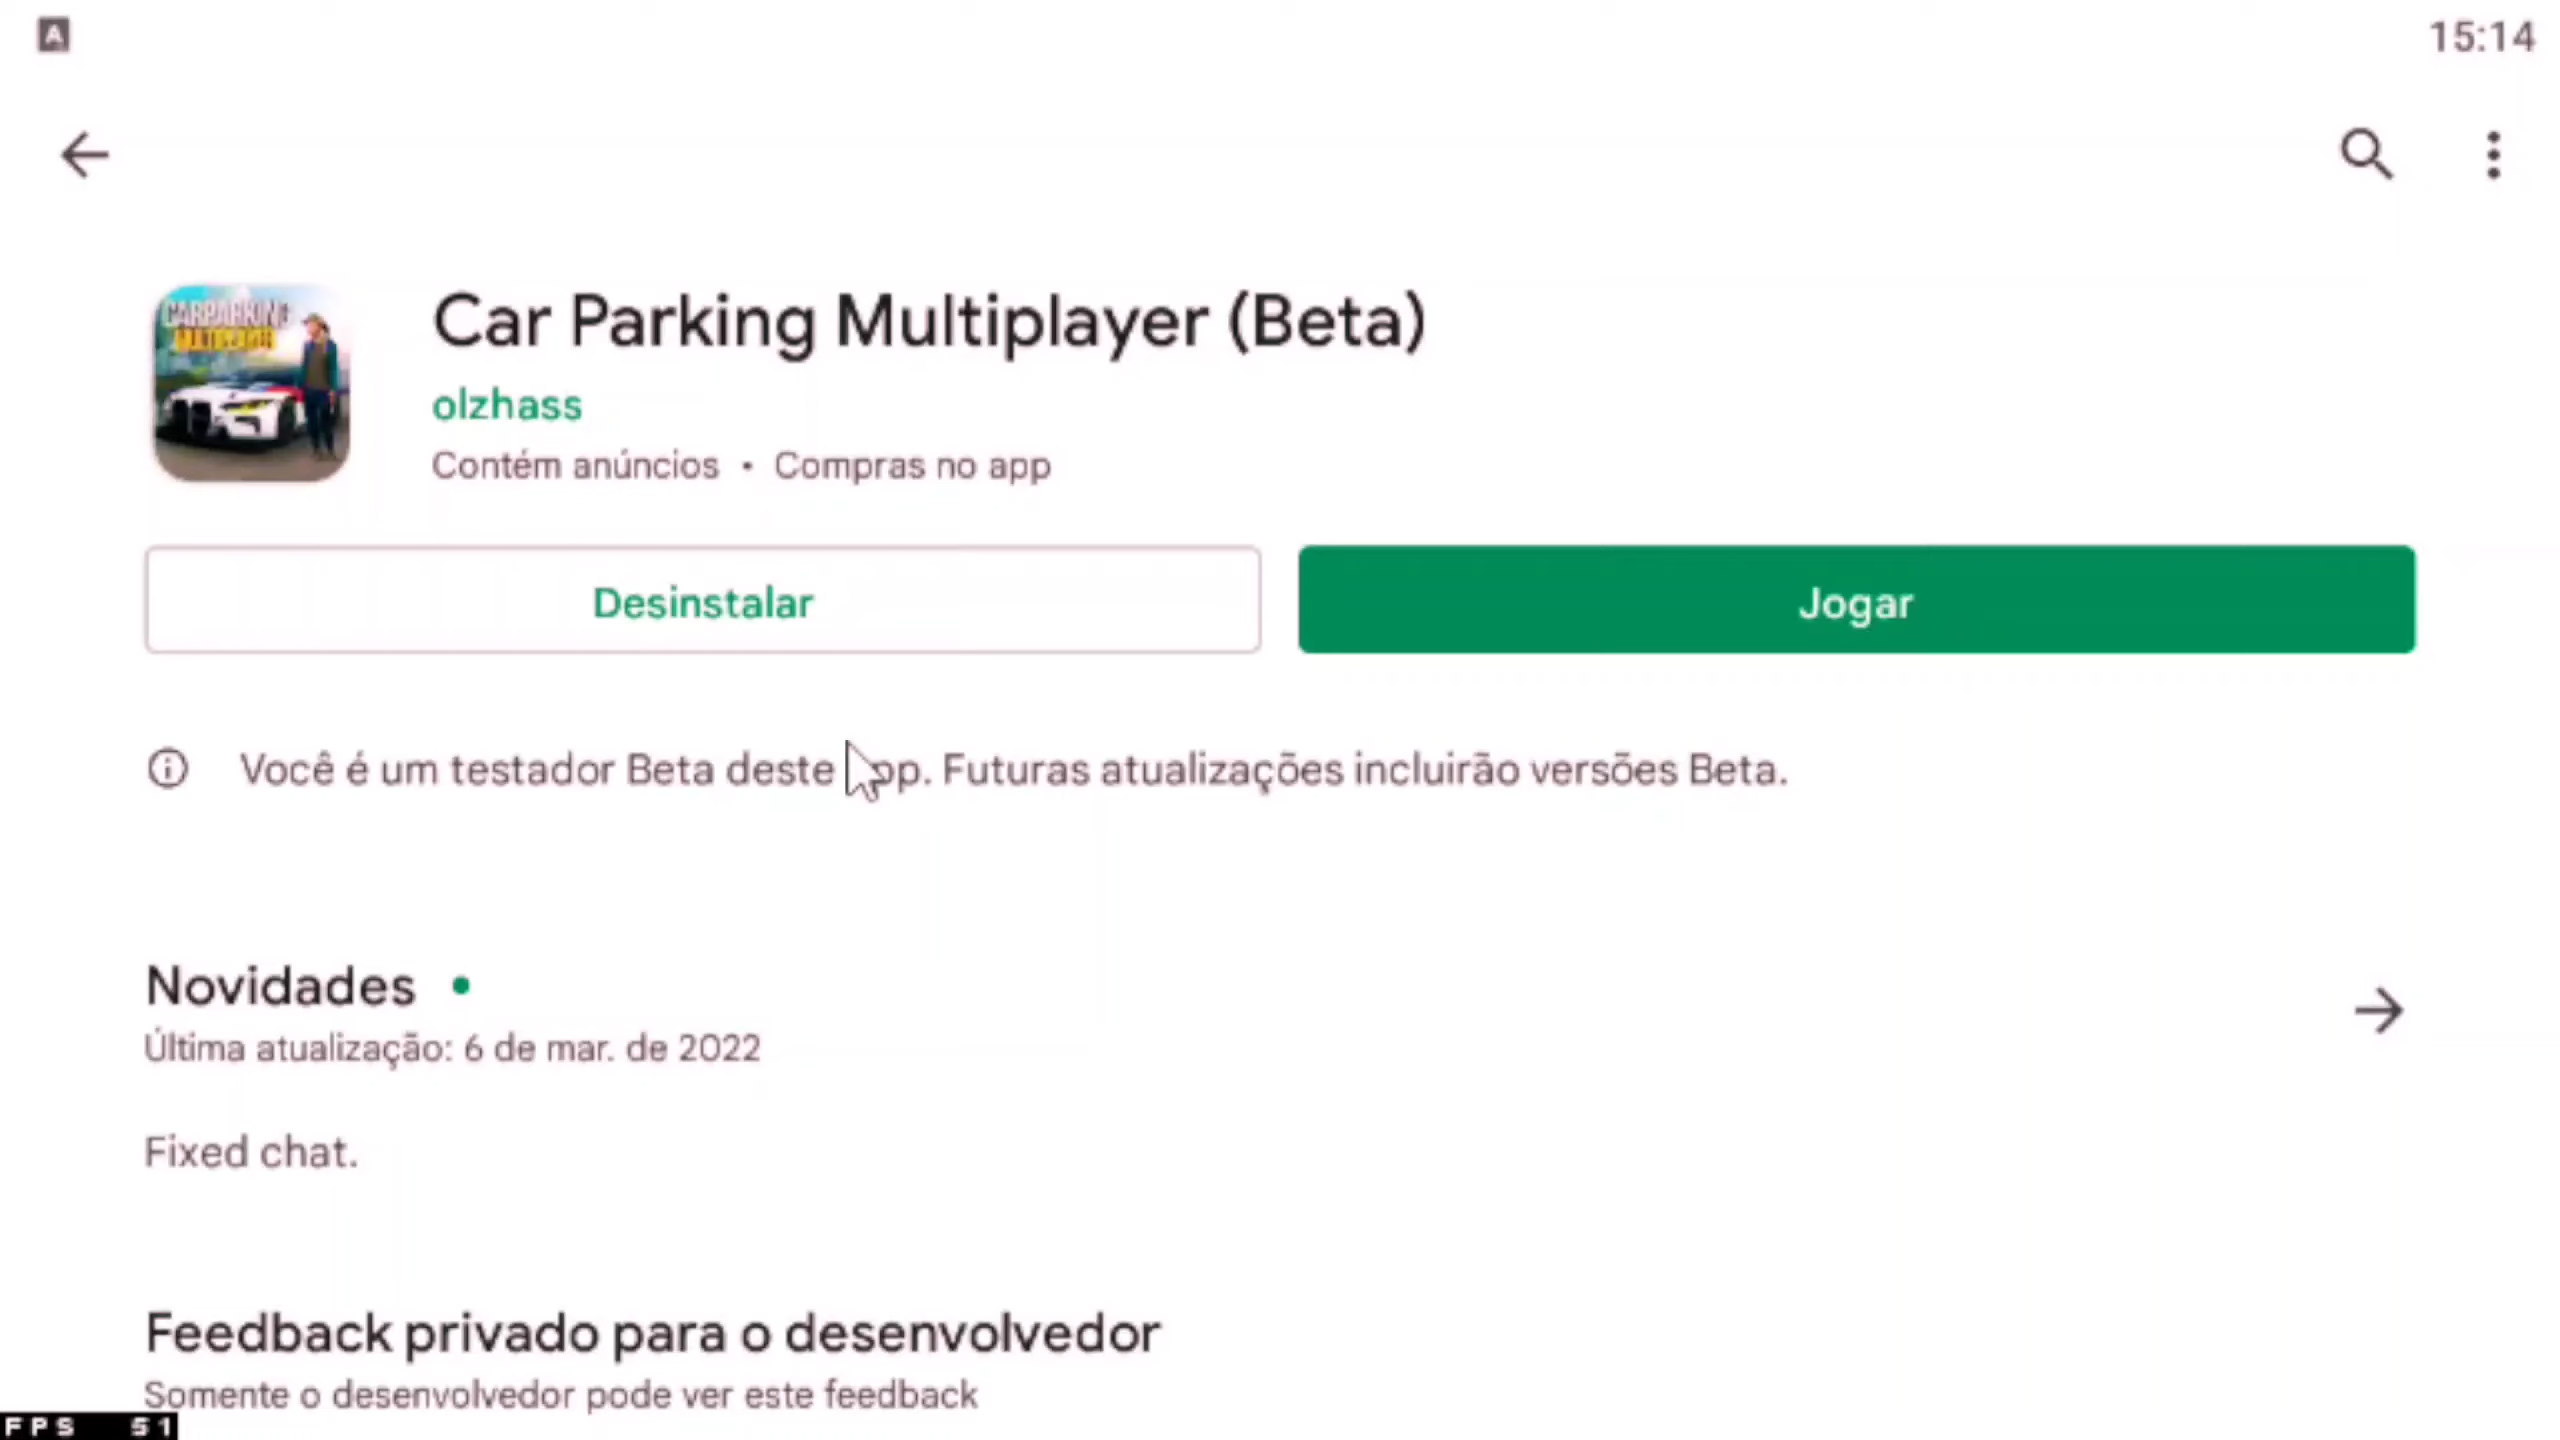 A
15:14
Car Parking Multiplayer (Beta)
CARPARKING
MULTIPLAYER
olzhass
Contém anúncios • Compras no app
Desinstalar
Jogar
Você é um testador Beta deste app. Futuras atualizações incluirão versões Beta.
Novidades
Última atualização: 6 de mar. de 2022
Fixed chat.
Feedback privado para o desenvolvedor
Somente o desenvolvedor pode ver este feedback
FPS 51